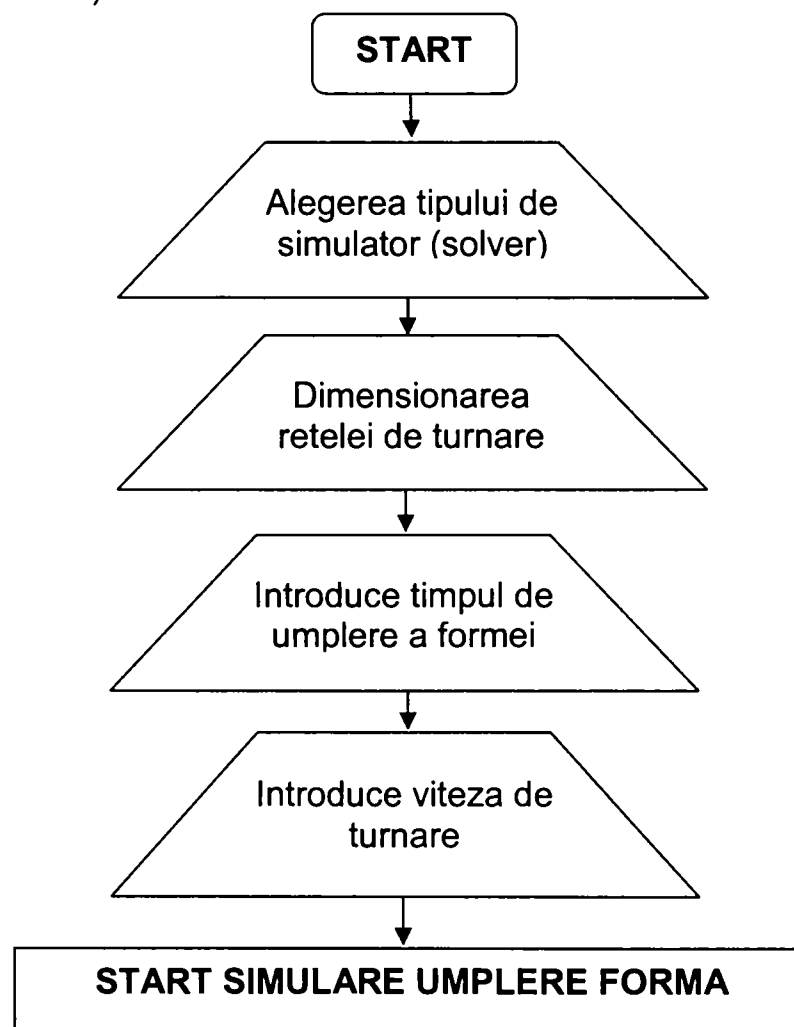 START
Alegerea tipului de
simulator (solver)
Dimensionarea
retelei de turnare
Introduce timpul de
umplere a formei
Introduce viteza de
turnare
START SIMULARE UMPLERE FORMA